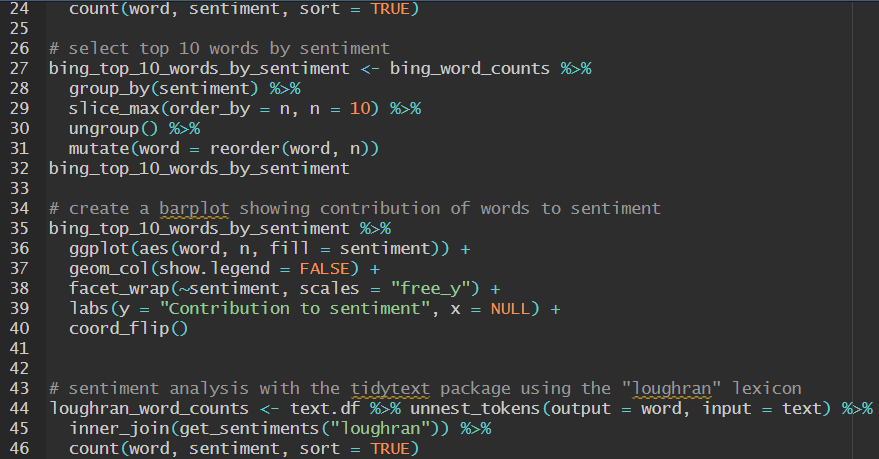 24 count(word, sentiment, sort = TRUE)
25
26 # select top 10 words by sentiment
27 bing_top_10_words_by_sentiment <- bing_word_counts %>%
28 group_by(sentiment) %>%
29 slice_max(order_by = n, n = 10) %>%
30 ungroup() %>%
31 mutate(word = reorder(word, n))
32 bing_top_10_words_by_sentiment
33
34 # create a barplot showing contribution of words to sentiment
35 bing_top_10_words_by_sentiment %>%
36 ggplot(aes(word, n, fill = sentiment)) +
37 geom_col(show.legend = FALSE) +
38 facet_wrap(~sentiment, scales = "free_y") +
39 labs(y = "Contribution to sentiment", x = NULL) +
40 coord_flip()
41
42
43 # sentiment analysis with the tidytext package using the "loughran" lexicon
44 loughran_word_counts <- text.df %>% unnest_tokens(output = word, input = text) %>%
45 inner_join(get_sentiments("loughran")) %>%
46 count(word, sentiment, sort = TRUE)